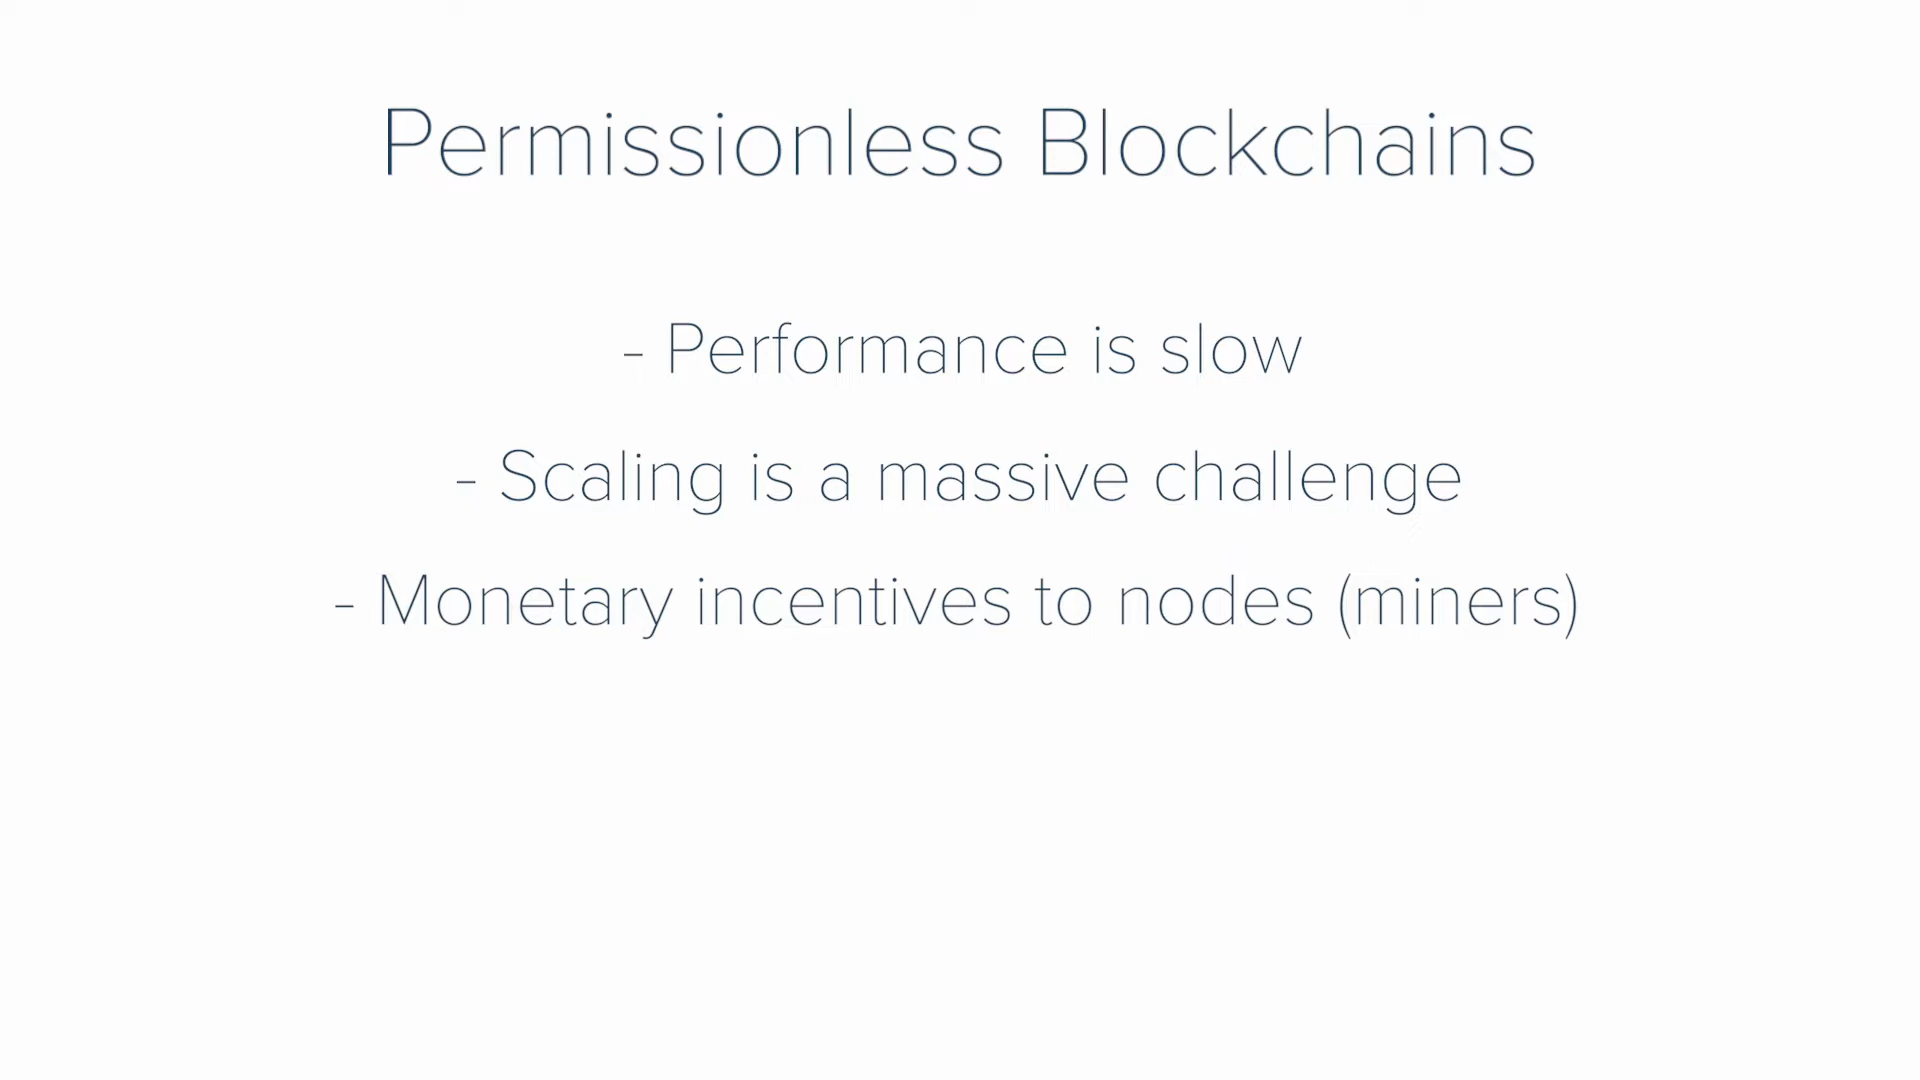 Permissionless Blockchains
- Performance is slow
- Scaling is a massive challenge
- Monetary incentives to nodes (miners)